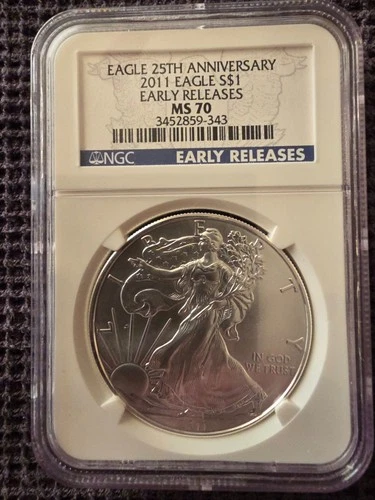 EAGLE 25TH ANNIVERSARY
2011 EAGLE S$1
EARLY RELEASES
MS 70
3452859-343
NGC EARLY RELEASES
LIBERTY
IN GOD
WE TRUST